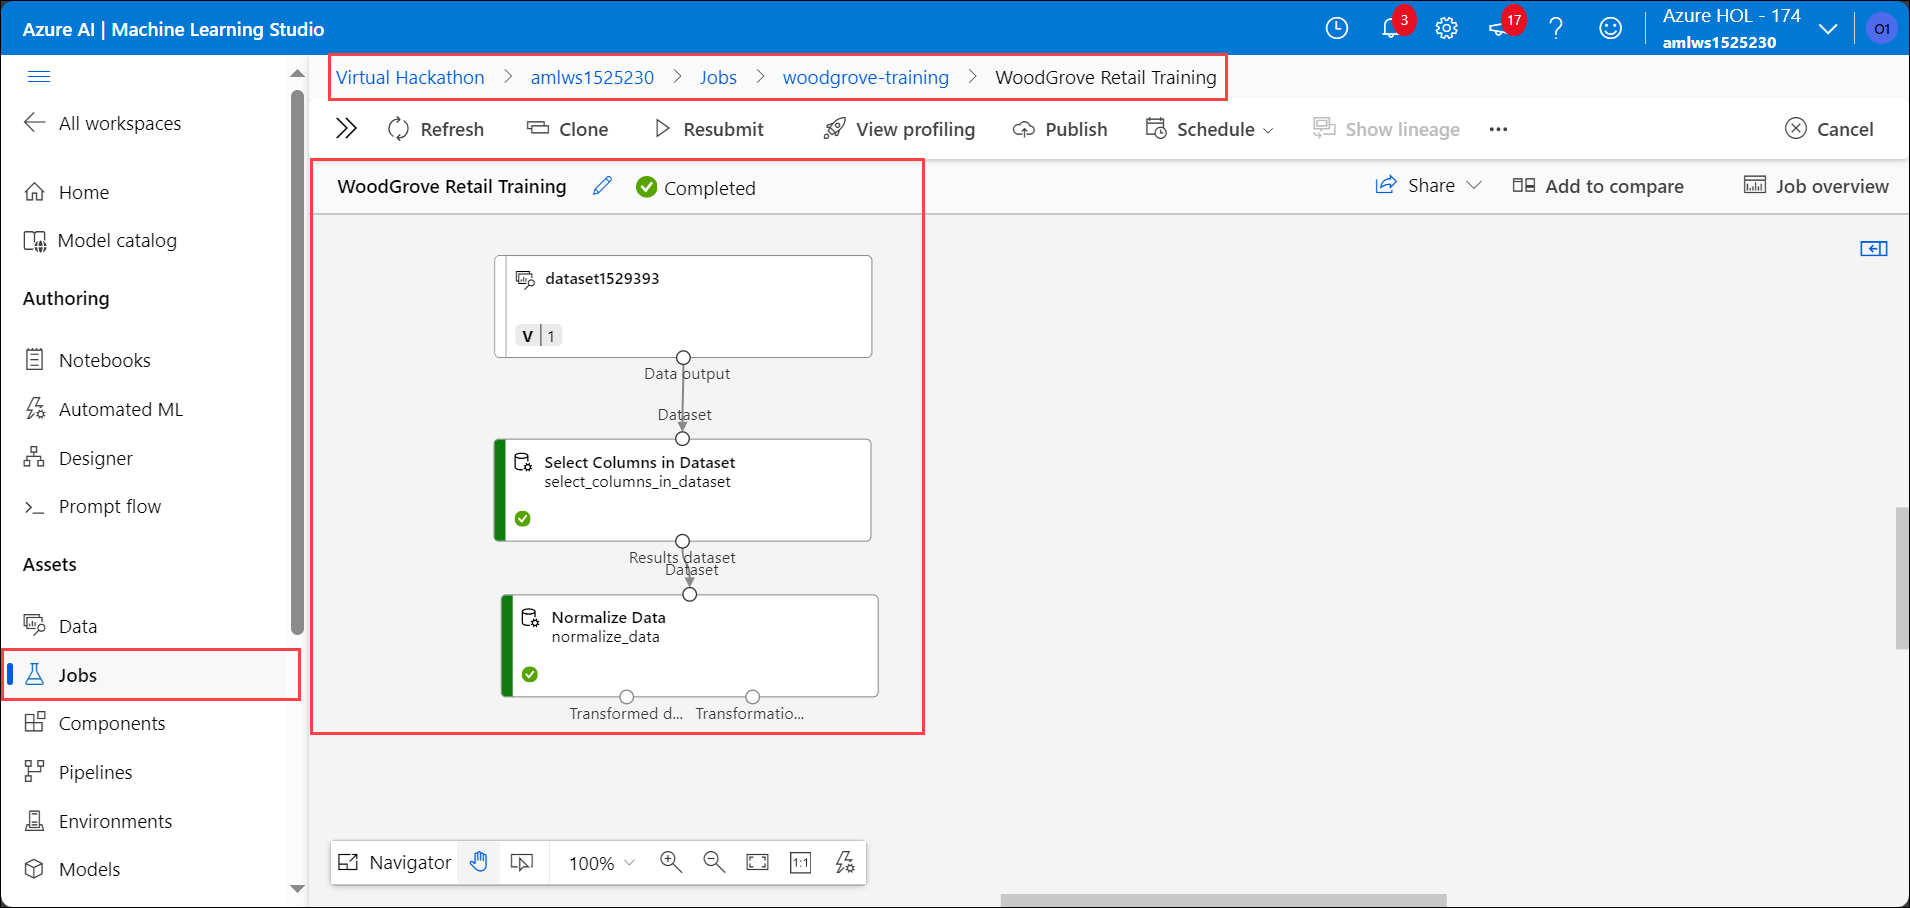 Azure AI | Machine Learning Studio
3
17
Azure HOL - 174
amlws1525230
O1
All workspaces
Home
Model catalog
Authoring
Notebooks
Automated ML
Designer
Prompt flow
Assets
Data
Jobs
Components
Pipelines
Environments
Models
Virtual Hackathon > amlws1525230 > Jobs > woodgrove-training > WoodGrove Retail Training
Refresh Clone Resubmit View profiling Publish Schedule Show lineage ... Cancel
WoodGrove Retail Training Completed Share Add to compare Job overview
dataset1529393
V | 1
Data output
Dataset
Select Columns in Dataset
select_columns_in_dataset
Results dataset
Dataset
Normalize Data
normalize_data
Transformed d... Transformatio...
Navigator 100% 1:1